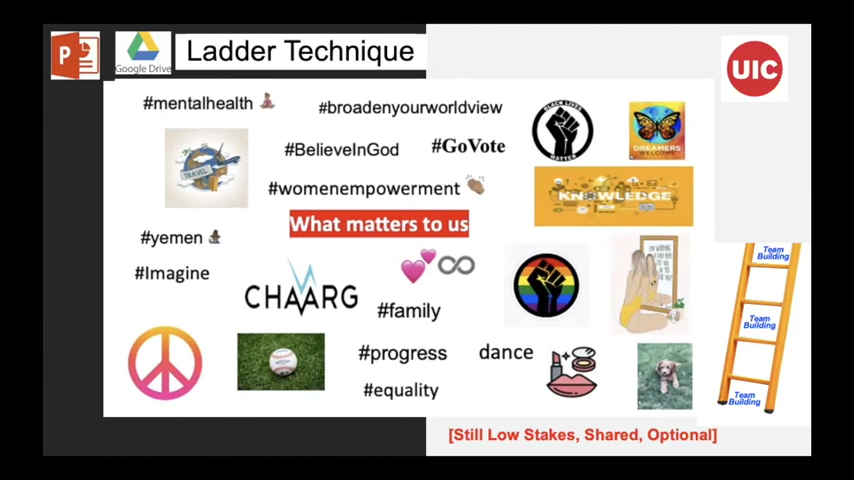 P
Google Drive
Ladder Technique
UIC
#mentalhealth
#broadenyourworldview
BLACK LIVES
MATTER
DREAMERS
WELCOME
TRAVEL
#BelieveInGod
#GoVote
#womenempowerment
KNOWLEDGE
What matters to us
#yemen
#Imagine
CHAARG
#family
#progress
dance
#equality
Team
Building
Team
Building
Team
Building
[Still Low Stakes, Shared, Optional]